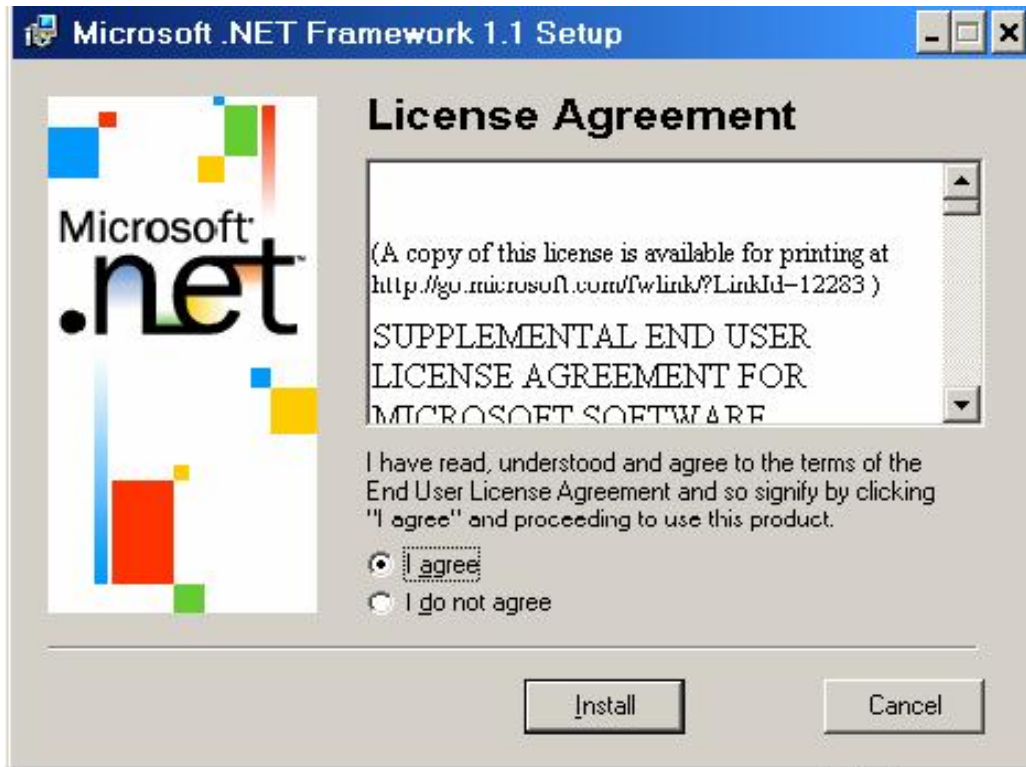 Microsoft .NET Framework 1.1 Setup
License Agreement
Microsoft
.net
(A copy of this license is available for printing at
http://go.microsoft.com/fwlink/?LinkId=12283 )
SUPPLEMENTAL END USER
LICENSE AGREEMENT FOR
MICROSOFT SOFTWARE
I have read, understood and agree to the terms of the
End User License Agreement and so signify by clicking
"I agree" and proceeding to use this product.
I agree
I do not agree
Install
Cancel